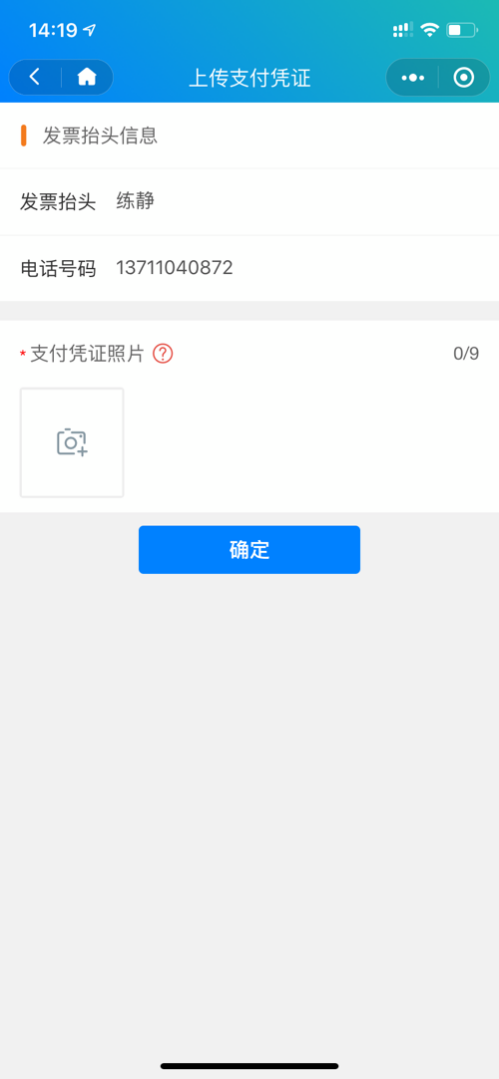 14:19
上传支付凭证
发票抬头信息
发票抬头 练静
电话号码 13711040872
*支付凭证照片 ? 0/9
确定